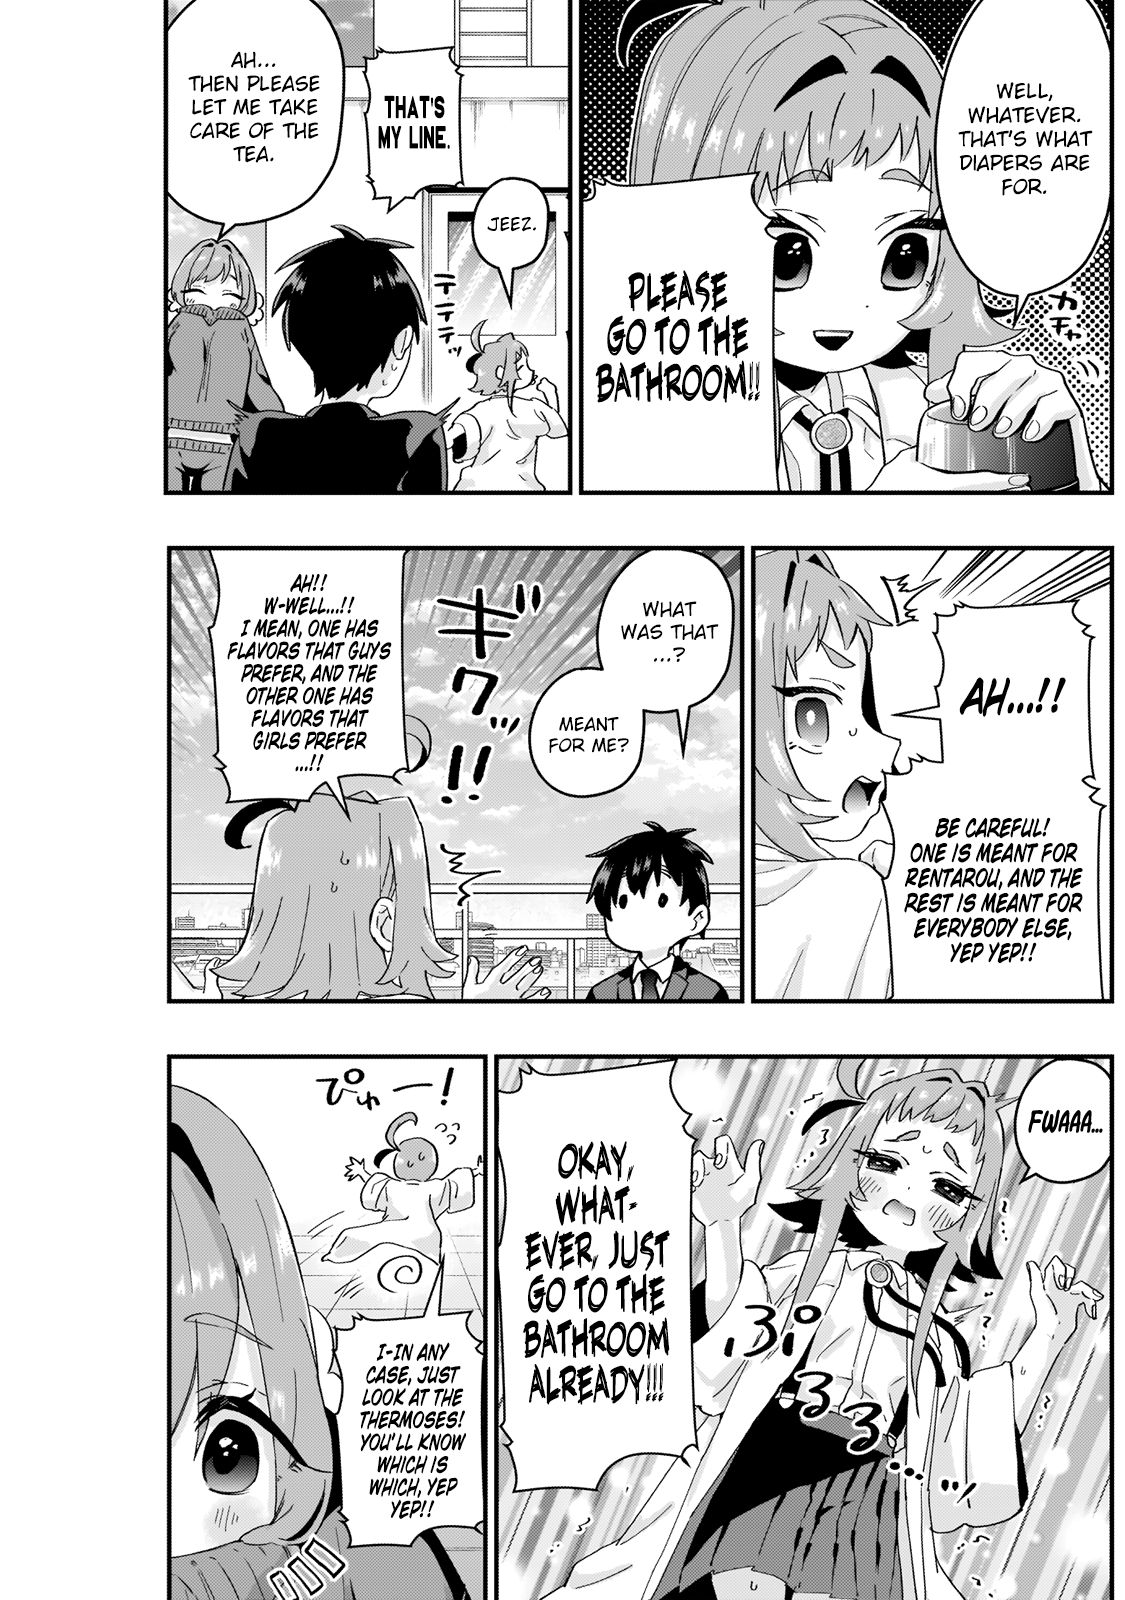 WELL,
WHATEVER.
THAT'S WHAT
DIAPERS ARE
FOR.
カチャ
PLEASE
GO TO THE
BATHROOM!!
JEEZ.
テテテテッ
THAT'S
MY LINE.
AH...
THEN PLEASE
LET ME TAKE
CARE OF THE
TEA.
AH...!!
BE CAREFUL!
ONE IS MEANT FOR
RENTAROU, AND THE
REST IS MEANT FOR
EVERYBODY ELSE,
YEP YEP!!
WHAT
WAS THAT
...?
MEANT
FOR ME?
ギクッ!!
AH!!
W-WELL...!!
I MEAN, ONE HAS
FLAVORS THAT GUYS
PREFER, AND THE
OTHER ONE HAS
FLAVORS THAT
GIRLS PREFER
...!!
FWAAA...
ぷるるる......
OKAY,
WHAT-
EVER, JUST
GO TO THE
BATHROOM
ALREADY!!!
ぴゅー!
I-IN ANY
CASE, JUST
LOOK AT THE
THERMOSES!
YOU'LL KNOW
WHICH IS
WHICH, YEP
YEP!!